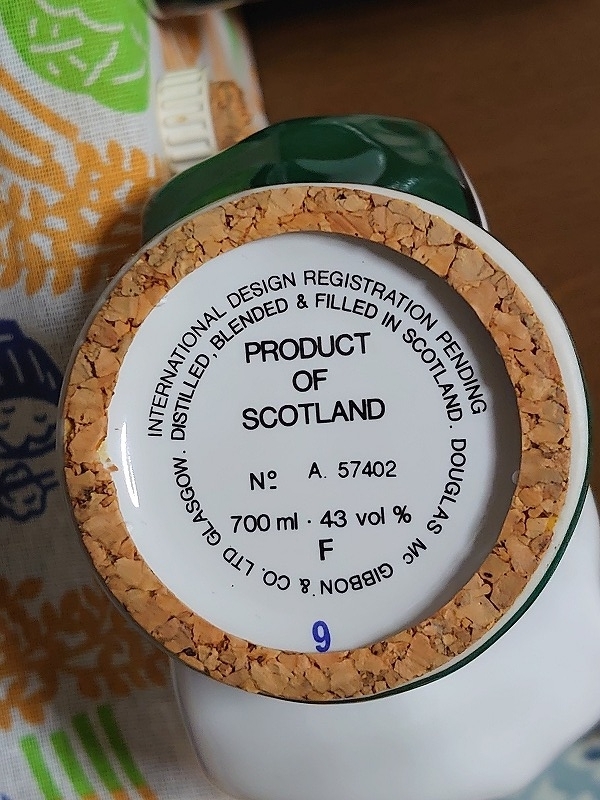 INTERNATIONAL DESIGN REGISTRATION PENDING
DISTILLED, BLENDED & FILLED IN SCOTLAND. DOUGLAS Mc GIBBON & CO. LTD GLASGOW.
PRODUCT
OF
SCOTLAND
Nº A. 57402
700 ml · 43 vol %
F
9